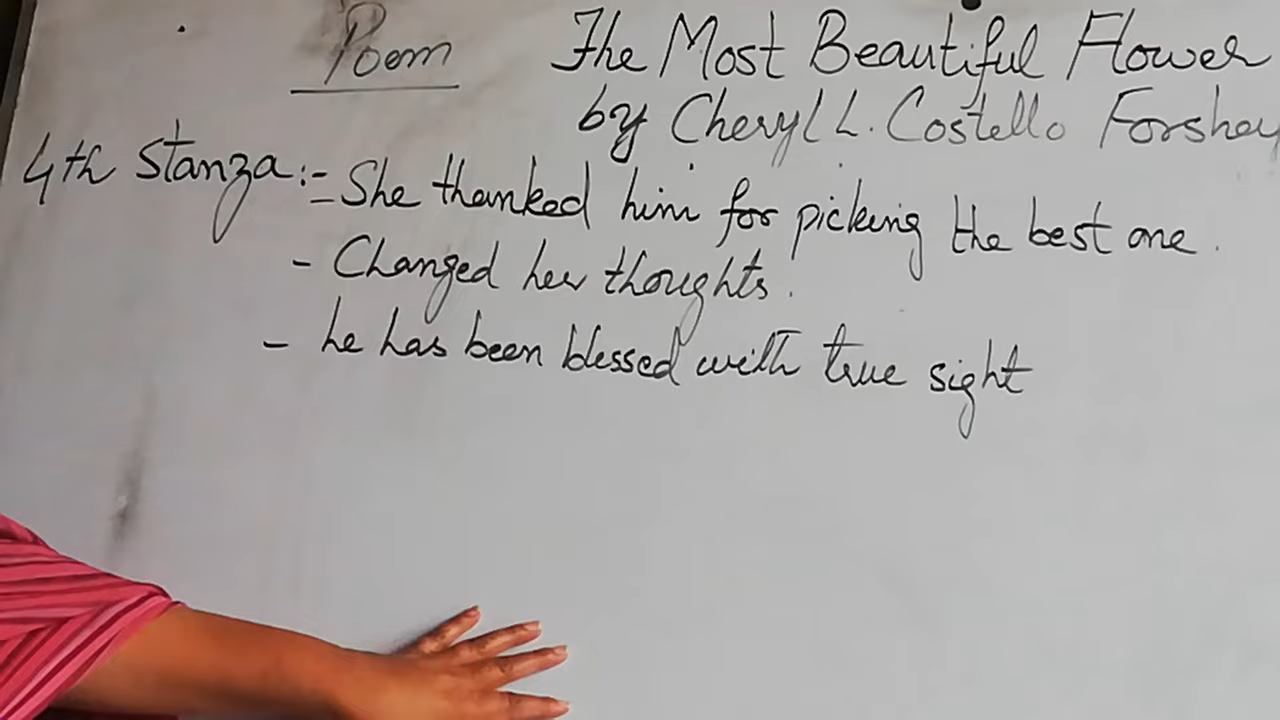 Poem
The Most Beautiful Flower
by Cheryl L. Costello Forshey
4th Stanza:- She thanked him for picking the best one.
- Changed her thoughts.
- he has been blessed with true sight